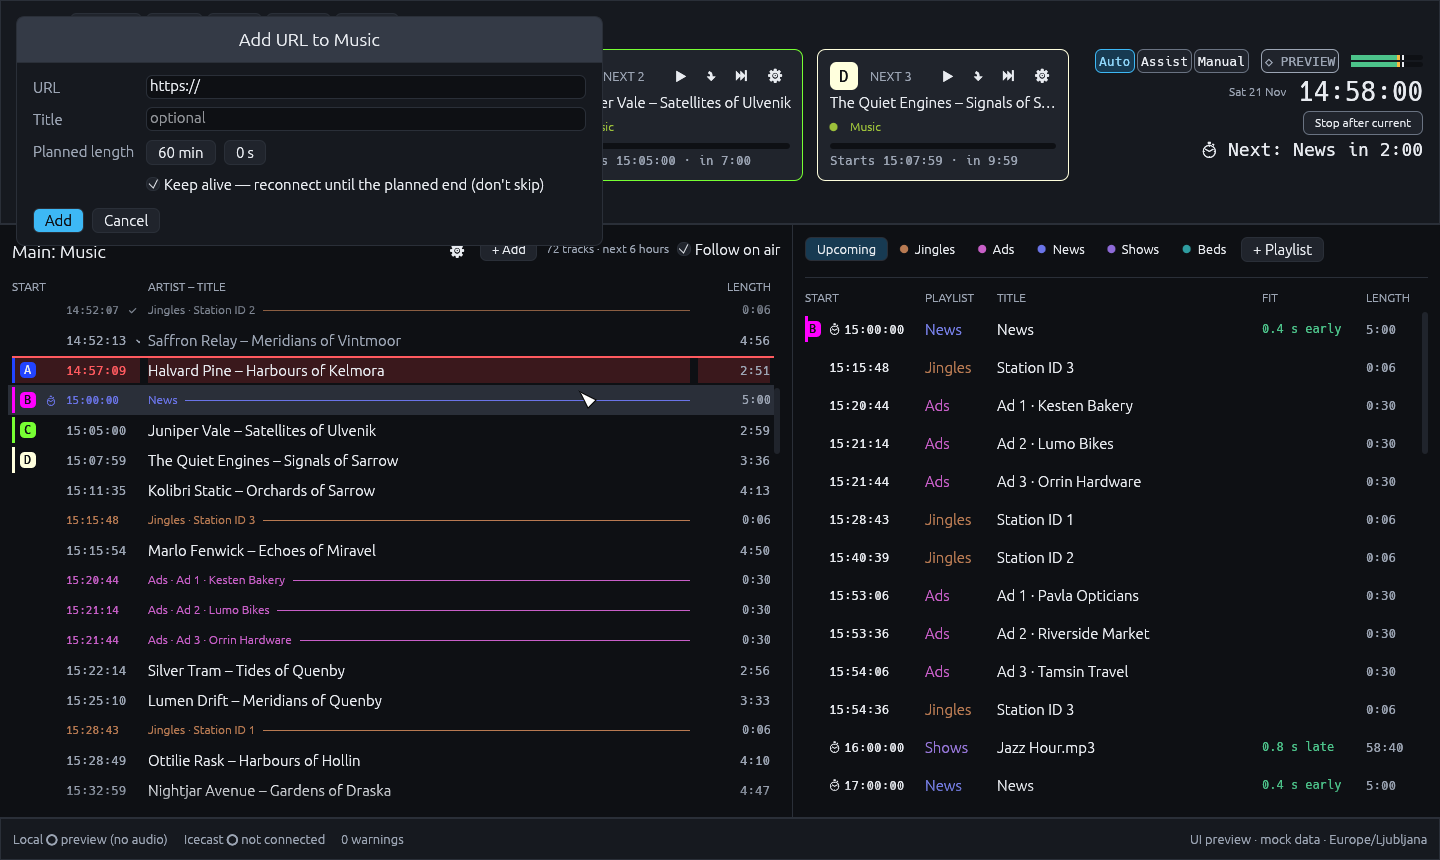 Add URL to Music
URL https://
Title optional
Planned length 60 min 0 s
Keep alive — reconnect until the planned end (don't skip)
Add Cancel
NEXT 2
er Vale – Satellites of Ulvenik
sic
s 15:05:00 · in 7:00
D NEXT 3
The Quiet Engines – Signals of S…
Music
Starts 15:07:59 · in 9:59
Auto Assist Manual ◇ PREVIEW
Sat 21 Nov 14:58:00
Stop after current
Next: News in 2:00
Main: Music + Add 72 tracks · next 6 hours Follow on air
START ARTIST – TITLE LENGTH
14:52:07 ✓ Jingles · Station ID 2 0:06
14:52:13 Saffron Relay – Meridians of Vintmoor 4:56
A 14:57:09 Halvard Pine – Harbours of Kelmora 2:51
B 15:00:00 News 5:00
C 15:05:00 Juniper Vale – Satellites of Ulvenik 2:59
D 15:07:59 The Quiet Engines – Signals of Sarrow 3:36
15:11:35 Kolibri Static – Orchards of Sarrow 4:13
15:15:48 Jingles · Station ID 3 0:06
15:15:54 Marlo Fenwick – Echoes of Miravel 4:50
15:20:44 Ads · Ad 1 · Kesten Bakery 0:30
15:21:14 Ads · Ad 2 · Lumo Bikes 0:30
15:21:44 Ads · Ad 3 · Orrin Hardware 0:30
15:22:14 Silver Tram – Tides of Quenby 2:56
15:25:10 Lumen Drift – Meridians of Quenby 3:33
15:28:43 Jingles · Station ID 1 0:06
15:28:49 Ottilie Rask – Harbours of Hollin 4:10
15:32:59 Nightjar Avenue – Gardens of Draska 4:47
Upcoming Jingles Ads News Shows Beds + Playlist
START PLAYLIST TITLE FIT LENGTH
B 15:00:00 News News 0.4 s early 5:00
15:15:48 Jingles Station ID 3 0:06
15:20:44 Ads Ad 1 · Kesten Bakery 0:30
15:21:14 Ads Ad 2 · Lumo Bikes 0:30
15:21:44 Ads Ad 3 · Orrin Hardware 0:30
15:28:43 Jingles Station ID 1 0:06
15:40:39 Jingles Station ID 2 0:06
15:53:06 Ads Ad 1 · Pavla Opticians 0:30
15:53:36 Ads Ad 2 · Riverside Market 0:30
15:54:06 Ads Ad 3 · Tamsin Travel 0:30
15:54:36 Jingles Station ID 3 0:06
16:00:00 Shows Jazz Hour.mp3 0.8 s late 58:40
17:00:00 News News 0.4 s early 5:00
Local preview (no audio) Icecast not connected 0 warnings
UI preview · mock data · Europe/Ljubljana